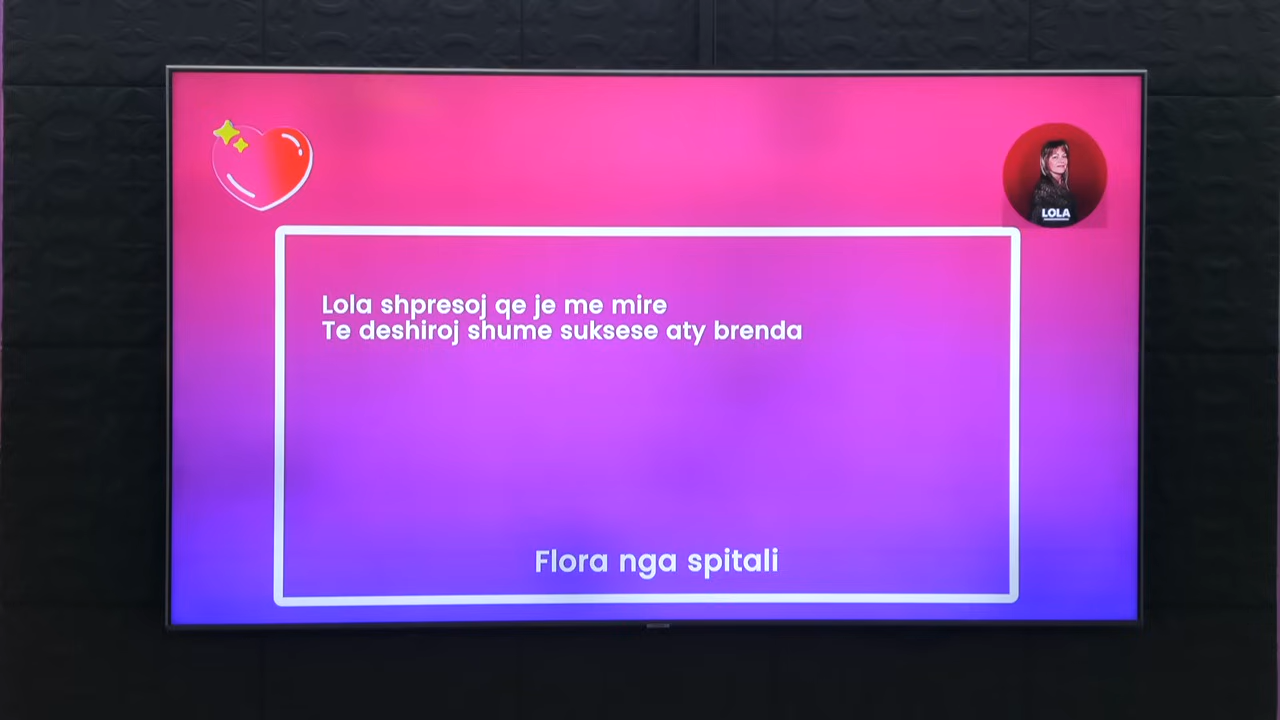 LOLA
Lola shpresoj qe je me mire
Te deshiroj shume suksese aty brenda
Flora nga spitali